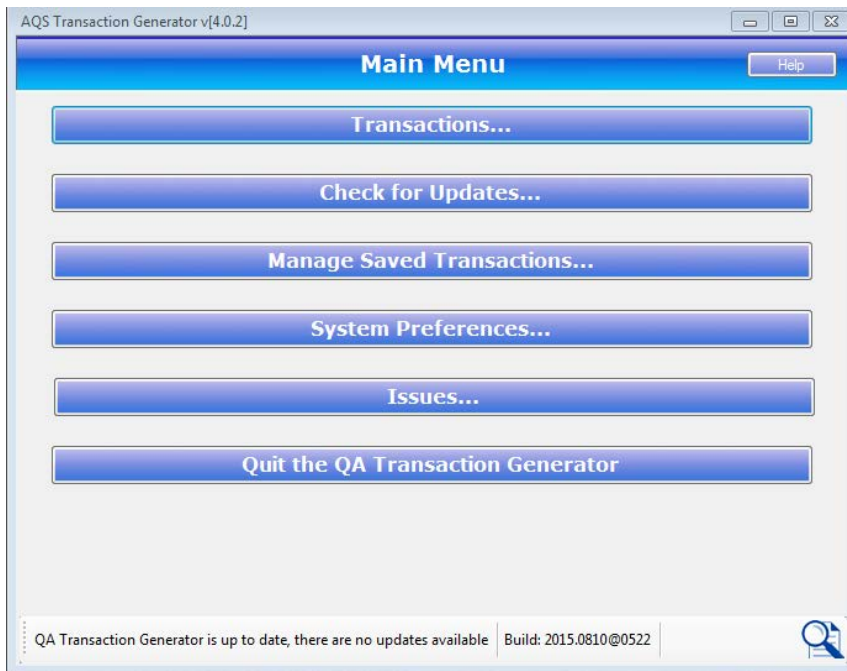 AQS Transaction Generator v[4.0.2]
Main Menu
Help
Transactions...
Check for Updates...
Manage Saved Transactions...
System Preferences...
Issues...
Quit the QA Transaction Generator
QA Transaction Generator is up to date, there are no updates available
Build: 2015.0810@0522